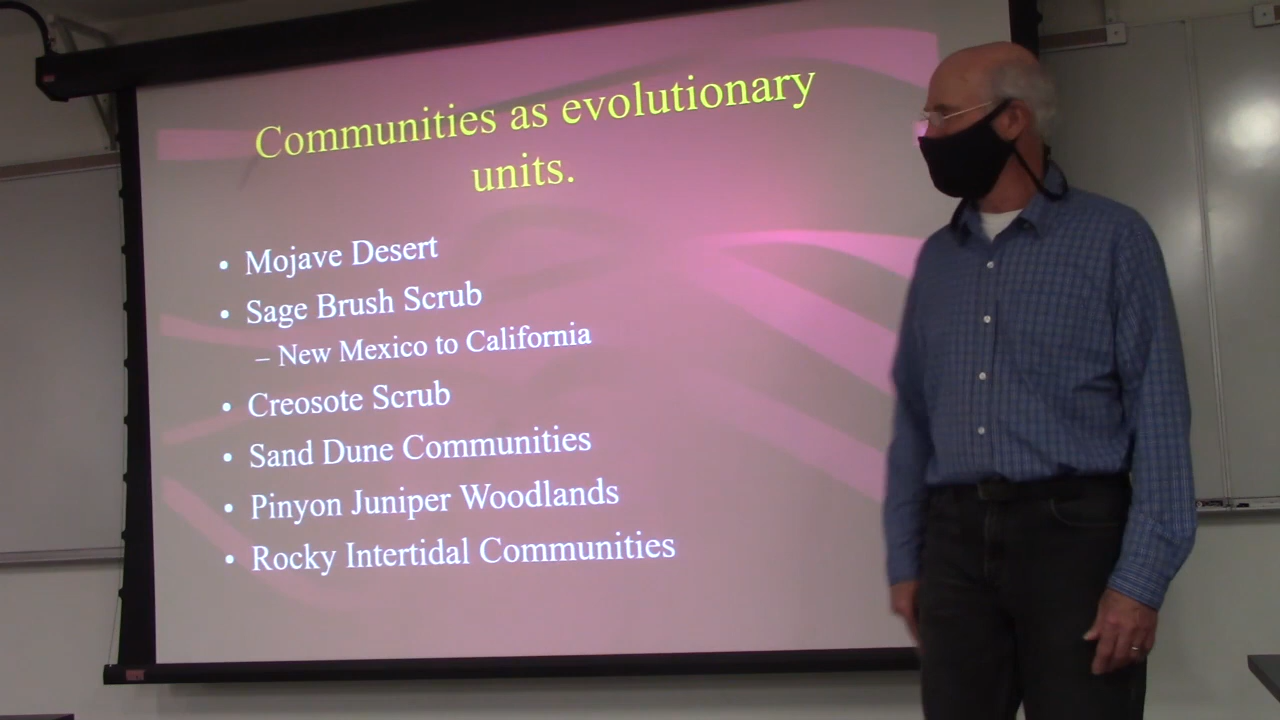 Communities as evolutionary
units.
• Mojave Desert
• Sage Brush Scrub
– New Mexico to California
• Creosote Scrub
• Sand Dune Communities
• Pinyon Juniper Woodlands
• Rocky Intertidal Communities